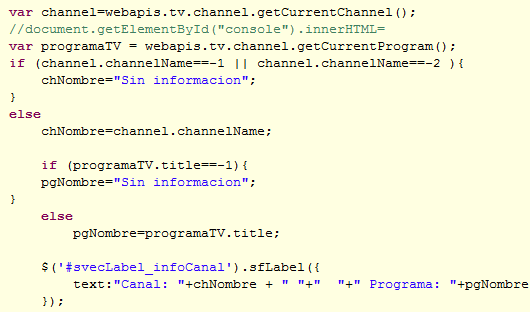 var channel=webapis.tv.channel.getCurrentChannel();
//document.getElementById("console").innerHTML=
var programaTV = webapis.tv.channel.getCurrentProgram();
if (channel.channelName==-1 || channel.channelName==-2 ){
    chNombre="Sin informacion";
}
else
    chNombre=channel.channelName;

    if (programaTV.title==-1){
    pgNombre="Sin informacion";
}
    else
        pgNombre=programaTV.title;

    $('#svecLabel_infoCanal').sfLabel({
        text:"Canal: "+chNombre + " "+"  "+" Programa: "+pgNombre
    });